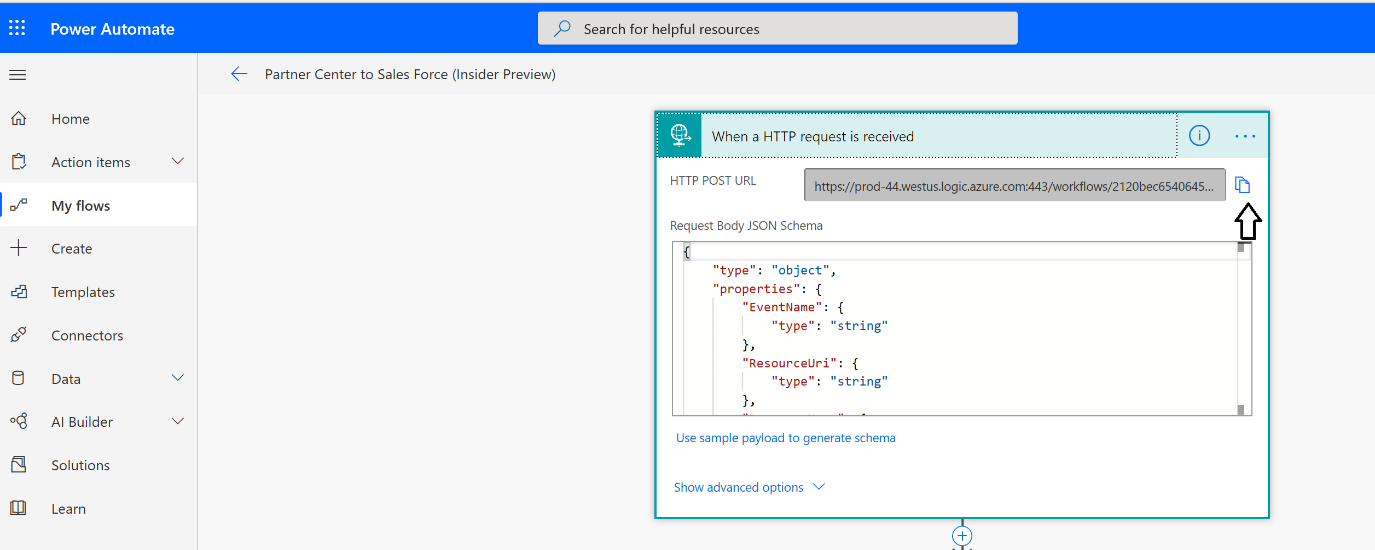 Power Automate
Search for helpful resources
Partner Center to Sales Force (Insider Preview)
Home
Action items
My flows
Create
Templates
Connectors
Data
AI Builder
Solutions
Learn
When a HTTP request is received
HTTP POST URL
https://prod-44.westus.logic.azure.com:443/workflows/2120bec6540645...
Request Body JSON Schema
{
"type": "object",
"properties": {
"EventName": {
"type": "string"
},
"ResourceUri": {
"type": "string"
},
Use sample payload to generate schema
Show advanced options